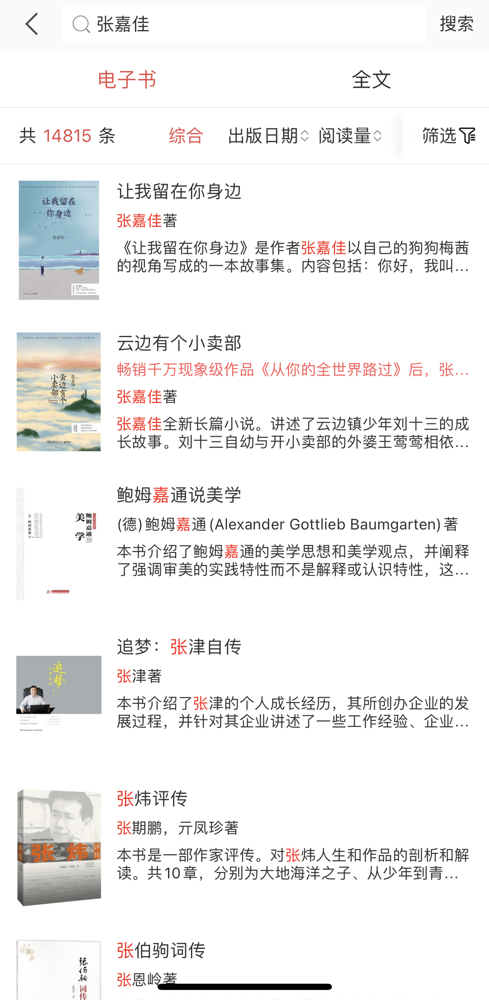 张嘉佳
搜索
电子书
全文
共 14815 条
综合
出版日期
阅读量
筛选
让我留在
你身边
张嘉佳
让我留在你身边
张嘉佳著
《让我留在你身边》是作者张嘉佳以自己的狗狗梅茜
的视角写成的一本故事集。内容包括：你好，我叫...
云边有个
小卖部
张嘉佳
云边有个小卖部
畅销千万现象级作品《从你的全世界路过》后，张...
张嘉佳著
张嘉佳全新长篇小说。讲述了云边镇少年刘十三的成
长故事。刘十三自幼与开小卖部的外婆王莺莺相依...
鲍姆嘉通说
美学
鲍姆嘉通说美学
(德)鲍姆嘉通(Alexander Gottlieb Baumgarten)著
本书介绍了鲍姆嘉通的美学思想和美学观点，并阐释
了强调审美的实践特性而不是解释或认识特性，这...
追梦
张津自传
追梦：张津自传
张津著
本书介绍了张津的个人成长经历，其所创办企业的发
展过程，并针对其企业讲述了一些工作经验、企业...
张炜评传
张炜评传
张期鹏，亓凤珍著
本书是一部作家评传。对张炜人生和作品的剖析和解
读。共10章，分别为大地海洋之子、从少年到青...
张伯驹
词传
张伯驹词传
张恩岭著